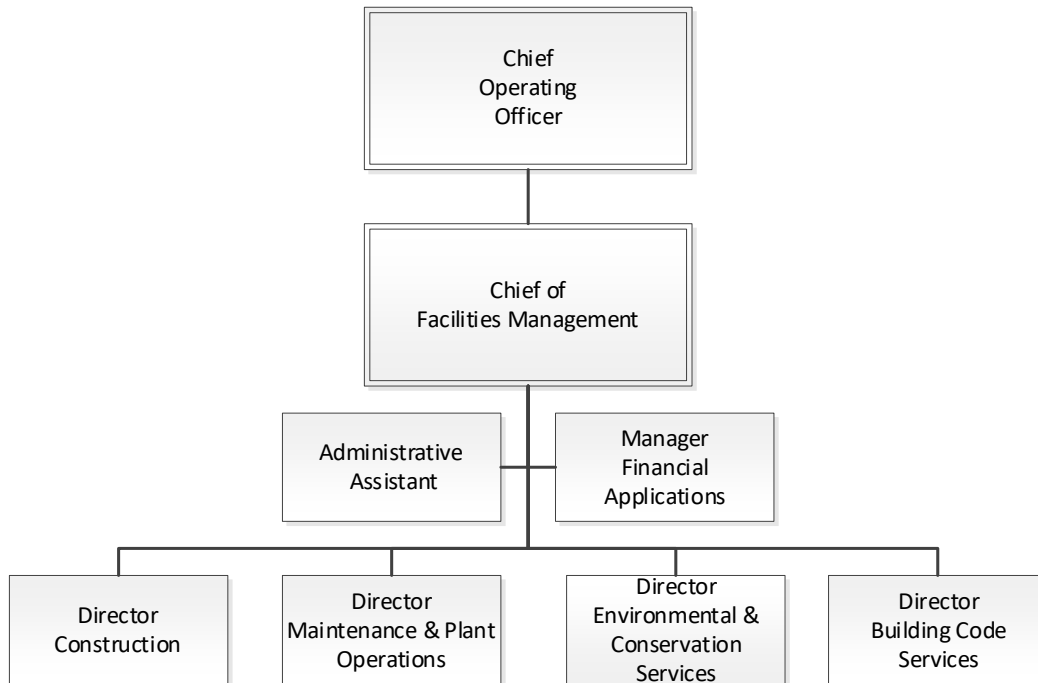 Chief
Operating
Officer
Chief of
Facilities Management
Administrative
Assistant
Manager
Financial
Applications
Director
Construction
Director
Maintenance & Plant
Operations
Director
Environmental &
Conservation
Services
Director
Building Code
Services